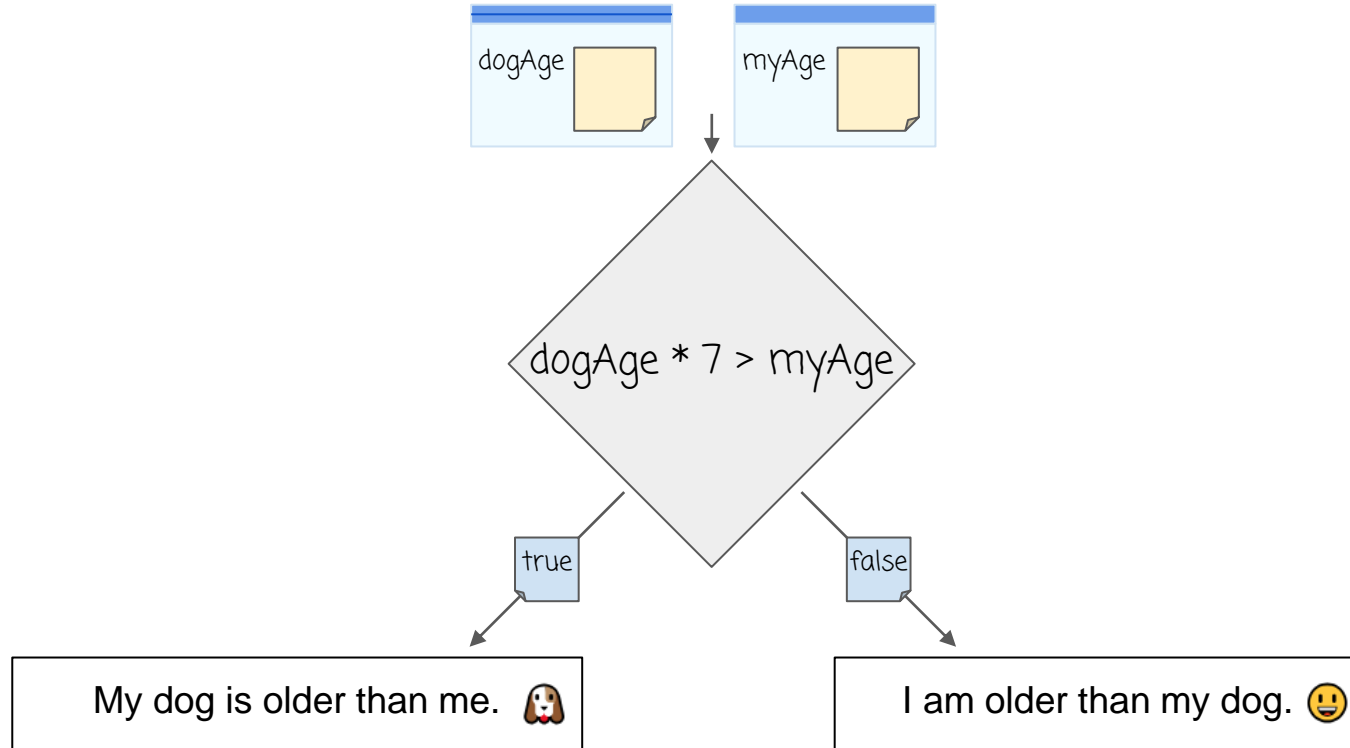 dogAge
myAge
dogAge * 7 > myAge
true
false
My dog is older than me. 🐶
I am older than my dog. 😃